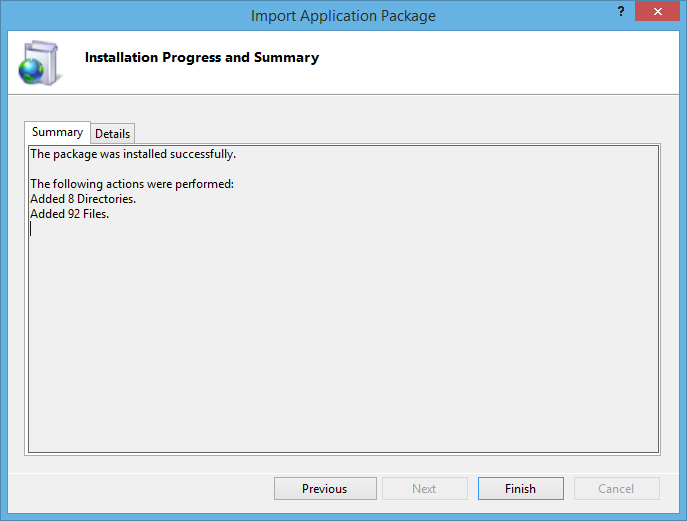 Import Application Package
?
Installation Progress and Summary
Summary
Details
The package was installed successfully.
The following actions were performed:
Added 8 Directories.
Added 92 Files.
Previous
Next
Finish
Cancel